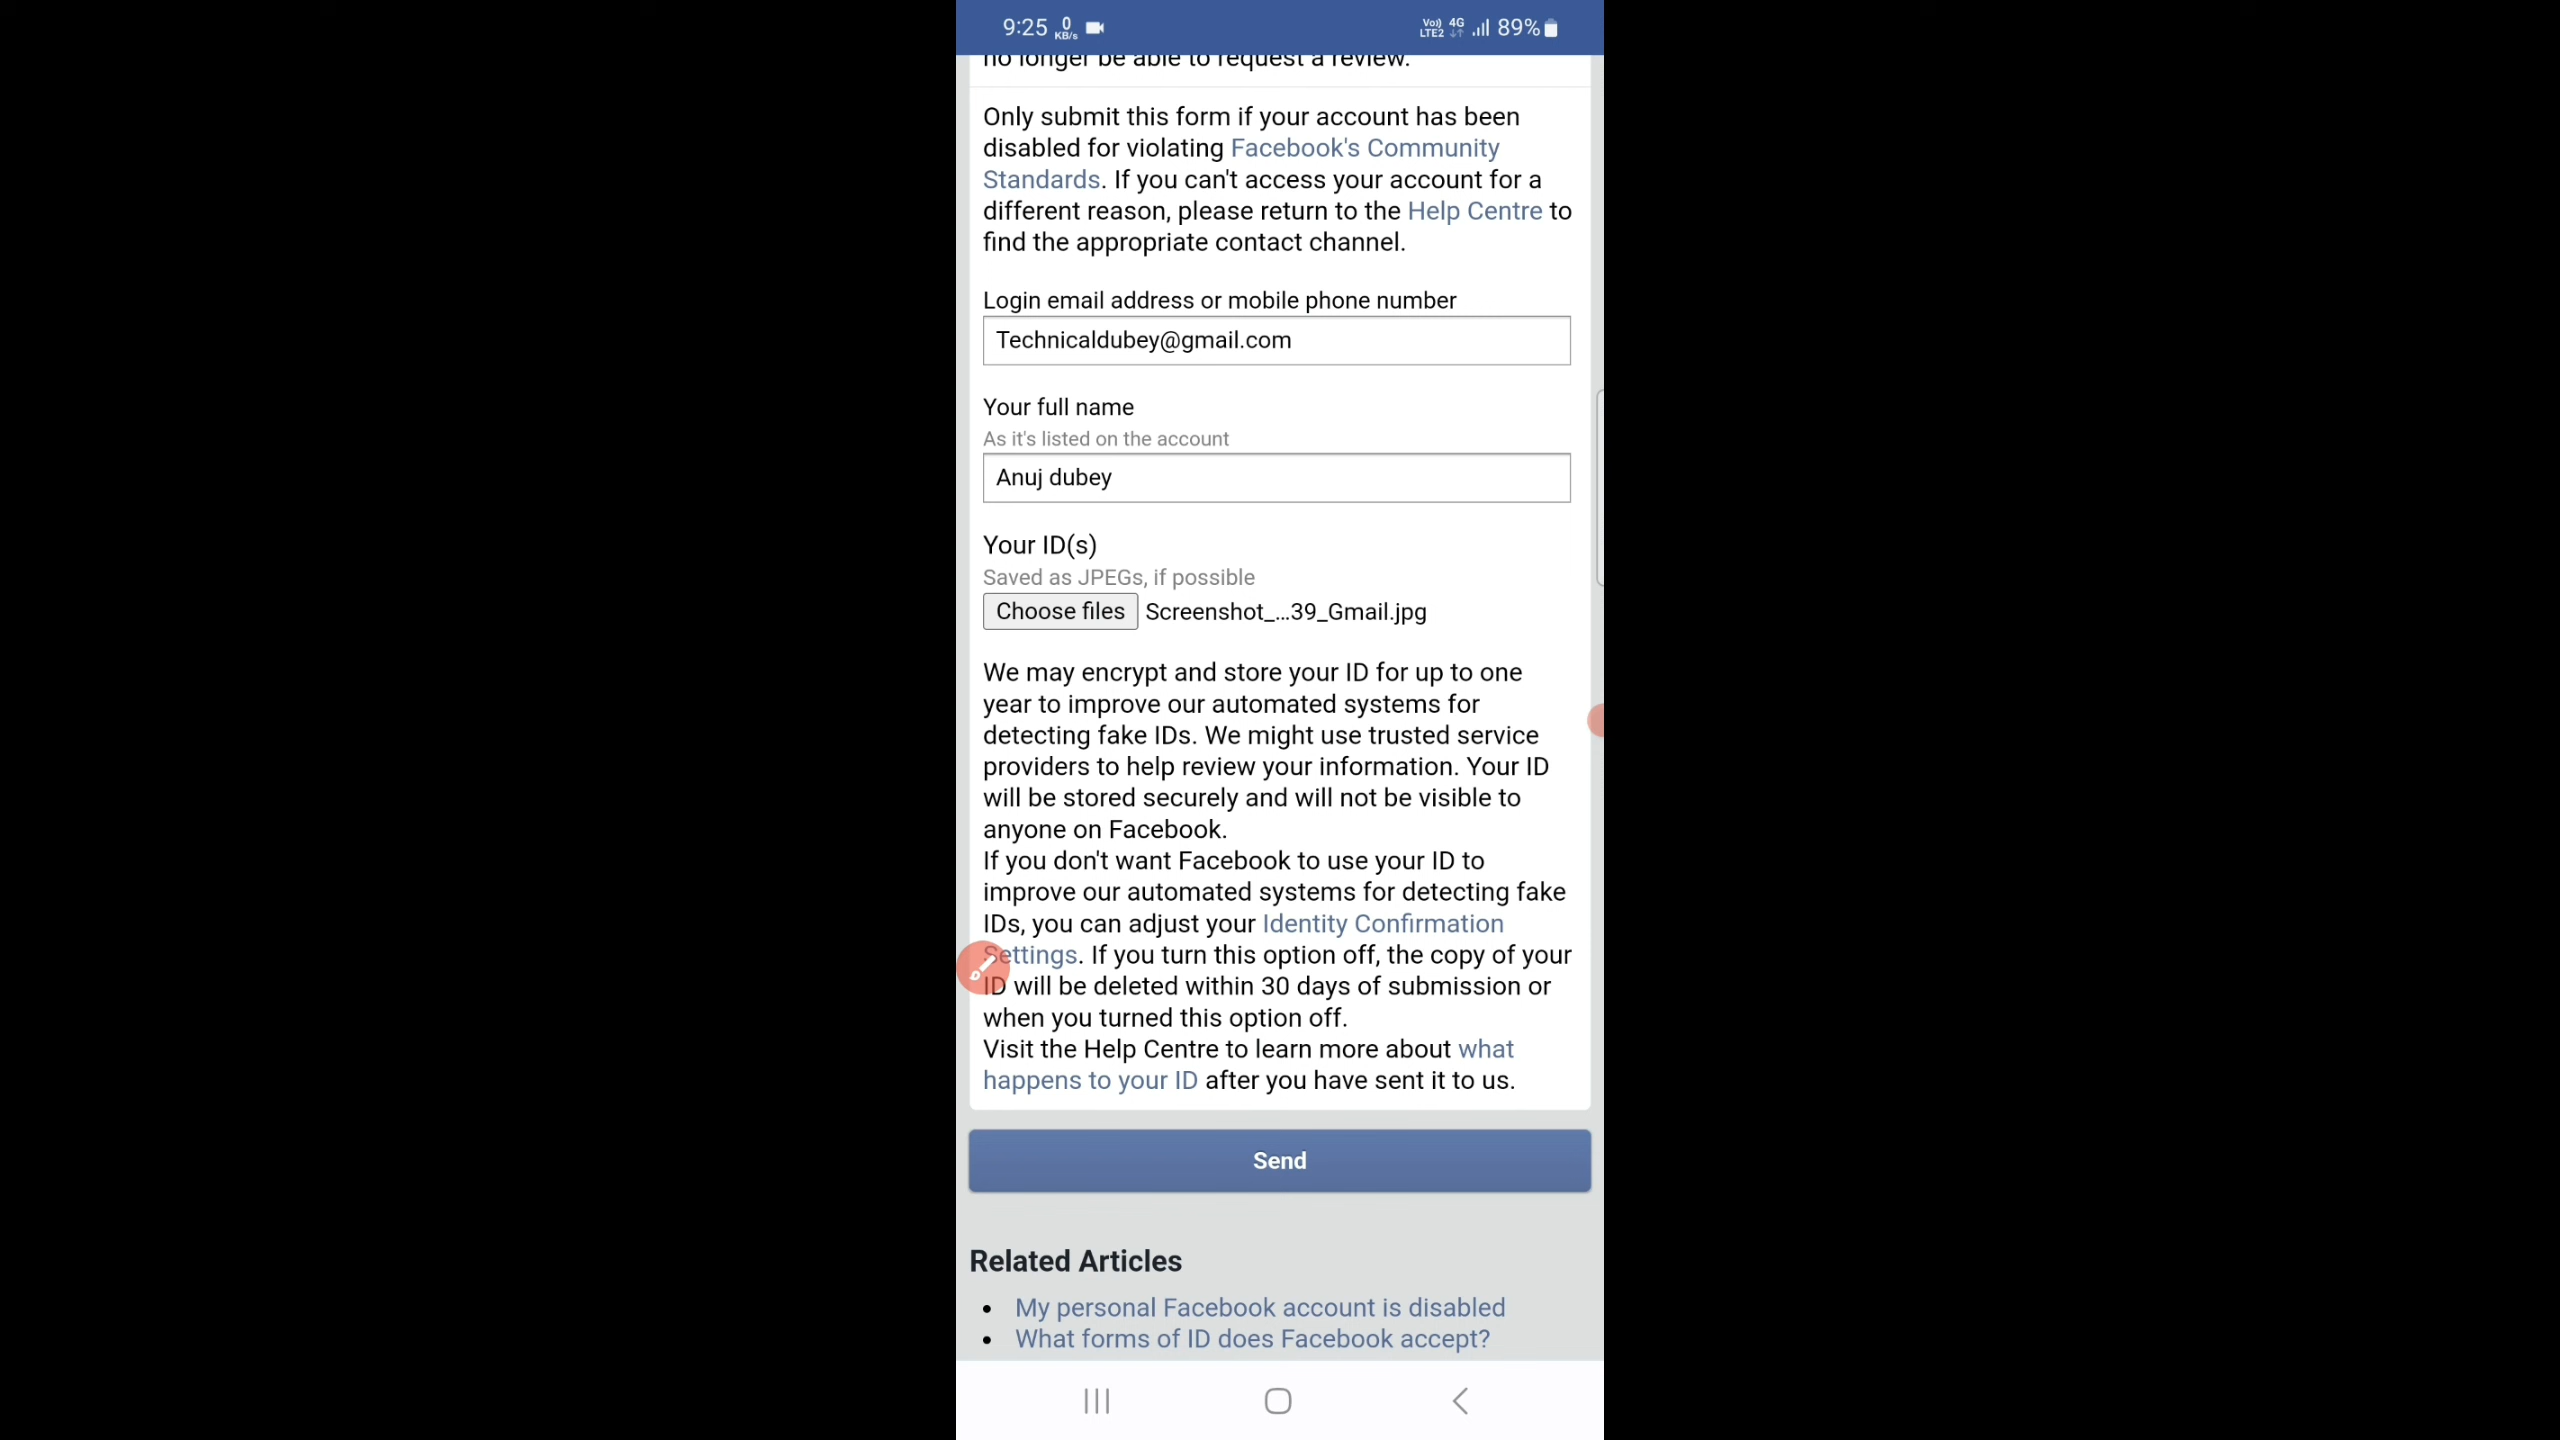 9:25 0 KB/s Vo)) LTE2 4G 89%
no longer be able to request a review.
Only submit this form if your account has been
disabled for violating Facebook's Community
Standards. If you can't access your account for a
different reason, please return to the Help Centre to
find the appropriate contact channel.
Login email address or mobile phone number
Technicaldubey@gmail.com
Your full name
As it's listed on the account
Anuj dubey
Your ID(s)
Saved as JPEGs, if possible
Choose files Screenshot_...39_Gmail.jpg
We may encrypt and store your ID for up to one
year to improve our automated systems for
detecting fake IDs. We might use trusted service
providers to help review your information. Your ID
will be stored securely and will not be visible to
anyone on Facebook.
If you don't want Facebook to use your ID to
improve our automated systems for detecting fake
IDs, you can adjust your Identity Confirmation
Settings. If you turn this option off, the copy of your
ID will be deleted within 30 days of submission or
when you turned this option off.
Visit the Help Centre to learn more about what
happens to your ID after you have sent it to us.
Send
Related Articles
• My personal Facebook account is disabled
• What forms of ID does Facebook accept?